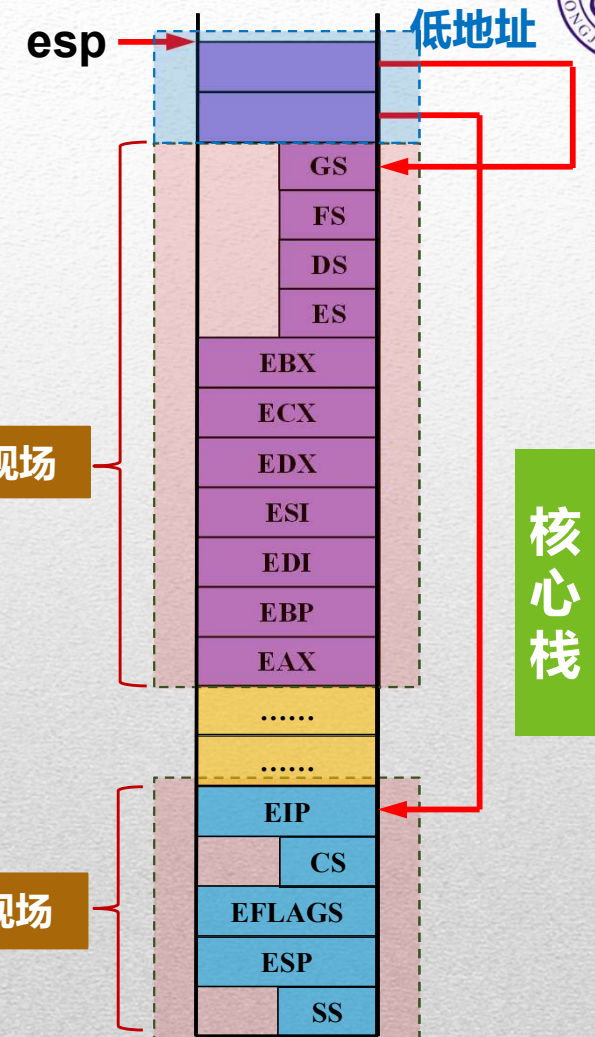 esp
低地址
GS
FS
DS
ES
EBX
ECX
EDX
现场
ESI
EDI
EBP
EAX
核心栈
......
......
EIP
CS
现场
EFLAGS
ESP
SS